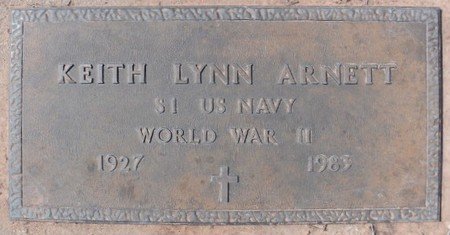 KEITH LYNN ARNETT
S1 US NAVY
WORLD WAR II
1927 1983